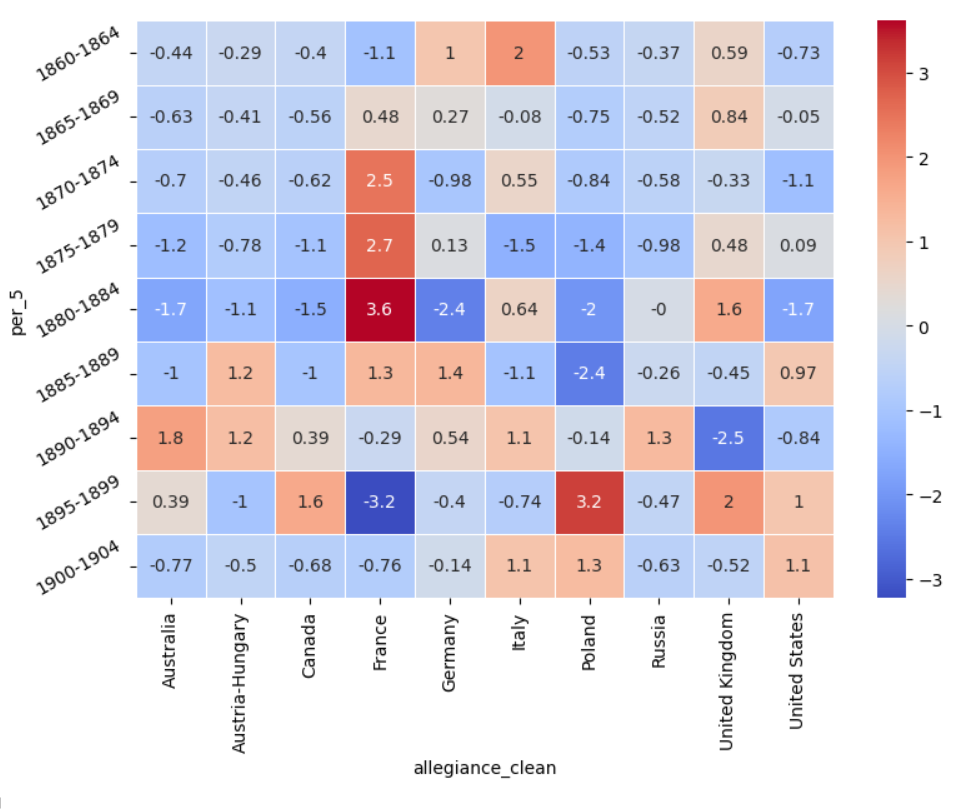 1860-1864 -0.44 -0.29 -0.4 -1.1 1 2 -0.53 -0.37 0.59 -0.73
1865-1869 -0.63 -0.41 -0.56 0.48 0.27 -0.08 -0.75 -0.52 0.84 -0.05
1870-1874 -0.7 -0.46 -0.62 2.5 -0.98 0.55 -0.84 -0.58 -0.33 -1.1
1875-1879 -1.2 -0.78 -1.1 2.7 0.13 -1.5 -1.4 -0.98 0.48 0.09
1880-1884 -1.7 -1.1 -1.5 3.6 -2.4 0.64 -2 -0 1.6 -1.7
1885-1889 -1 1.2 -1 1.3 1.4 -1.1 -2.4 -0.26 -0.45 0.97
1890-1894 1.8 1.2 0.39 -0.29 0.54 1.1 -0.14 1.3 -2.5 -0.84
1895-1899 0.39 -1 1.6 -3.2 -0.4 -0.74 3.2 -0.47 2 1
1900-1904 -0.77 -0.5 -0.68 -0.76 -0.14 1.1 1.3 -0.63 -0.52 1.1
per_5
Australia
Austria-Hungary
Canada
France
Germany
Italy
Poland
Russia
United Kingdom
United States
allegiance_clean
3
2
1
0
−1
−2
−3